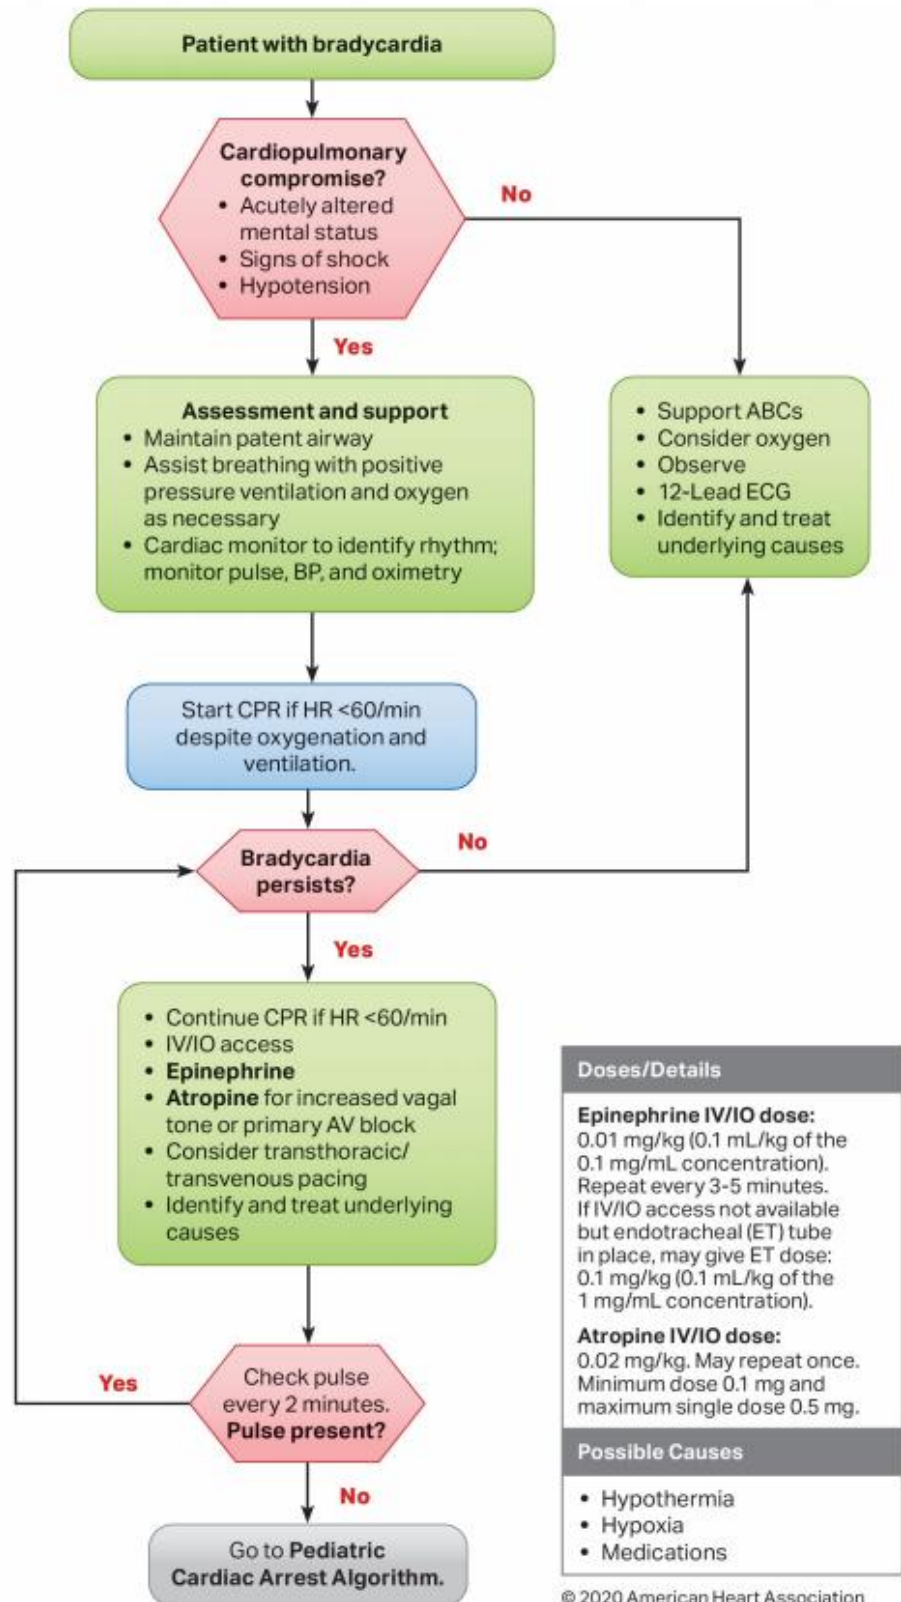 Patient with bradycardia
Cardiopulmonary
compromise?
• Acutely altered
mental status
• Signs of shock
• Hypotension
No
Yes
Assessment and support
• Maintain patent airway
• Assist breathing with positive
pressure ventilation and oxygen
as necessary
• Cardiac monitor to identify rhythm;
monitor pulse, BP, and oximetry
• Support ABCs
• Consider oxygen
• Observe
• 12-Lead ECG
• Identify and treat
underlying causes
Start CPR if HR <60/min
despite oxygenation and
ventilation.
Bradycardia
persists?
No
Yes
• Continue CPR if HR <60/min
• IV/IO access
• Epinephrine
• Atropine for increased vagal
tone or primary AV block
• Consider transthoracic/
transvenous pacing
• Identify and treat underlying
causes
Check pulse
every 2 minutes.
Pulse present?
Yes
No
Go to Pediatric
Cardiac Arrest Algorithm.
Doses/Details
Epinephrine IV/IO dose:
0.01 mg/kg (0.1 mL/kg of the
0.1 mg/mL concentration).
Repeat every 3-5 minutes.
If IV/IO access not available
but endotracheal (ET) tube
in place, may give ET dose:
0.1 mg/kg (0.1 mL/kg of the
1 mg/mL concentration).
Atropine IV/IO dose:
0.02 mg/kg. May repeat once.
Minimum dose 0.1 mg and
maximum single dose 0.5 mg.
Possible Causes
• Hypothermia
• Hypoxia
• Medications
© 2020 American Heart Association